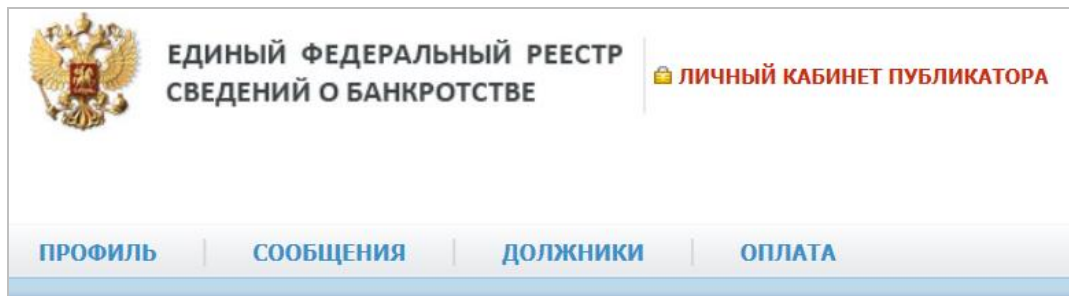 ЕДИНЫЙ ФЕДЕРАЛЬНЫЙ РЕЕСТР
СВЕДЕНИЙ О БАНКРОТСТВЕ
ЛИЧНЫЙ КАБИНЕТ ПУБЛИКАТОРА
ПРОФИЛЬ СООБЩЕНИЯ ДОЛЖНИКИ ОПЛАТА